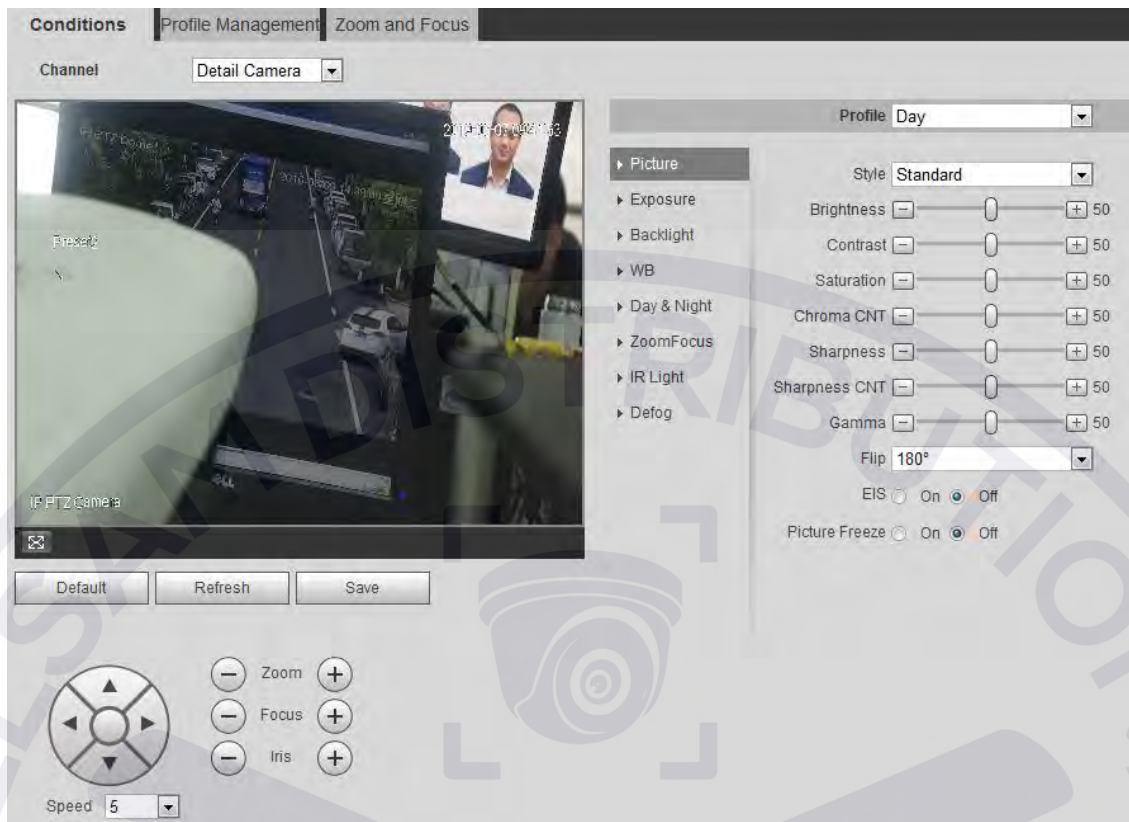 Conditions
Profile Management
Zoom and Focus
Channel
Detail Camera
Profile
Day
Picture
Exposure
Backlight
WB
Day & Night
ZoomFocus
IR Light
Defog
Style
Standard
Brightness
50
Contrast
50
Saturation
50
Chroma CNT
50
Sharpness
50
Sharpness CNT
50
Gamma
50
Flip
180°
EIS
On
Off
Picture Freeze
On
Off
IP PTZ Camera
Default
Refresh
Save
Zoom
Focus
Iris
Speed
5
DISTRIBUTION